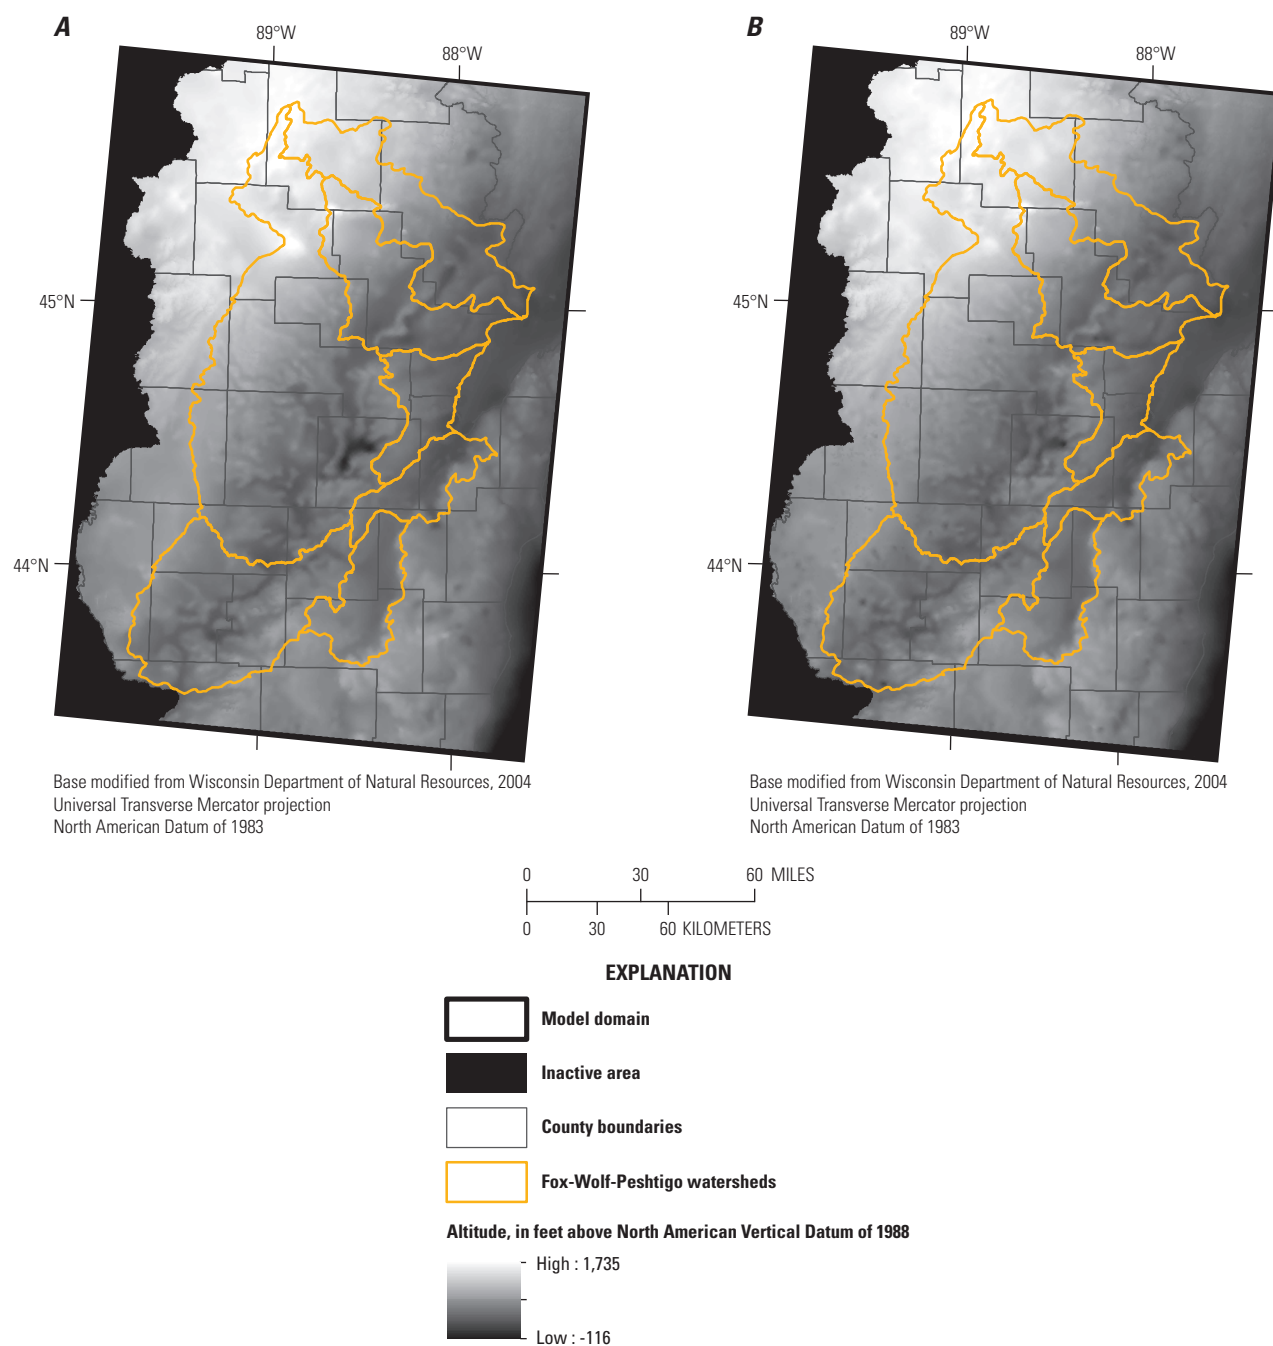 A
B
89°W
88°W
89°W
88°W
45°N
45°N
44°N
44°N
Base modified from Wisconsin Department of Natural Resources, 2004
Universal Transverse Mercator projection
North American Datum of 1983
Base modified from Wisconsin Department of Natural Resources, 2004
Universal Transverse Mercator projection
North American Datum of 1983
0 30 60 MILES
0 30 60 KILOMETERS
EXPLANATION
Model domain
Inactive area
County boundaries
Fox-Wolf-Peshtigo watersheds
Altitude, in feet above North American Vertical Datum of 1988
High : 1,735
Low : -116